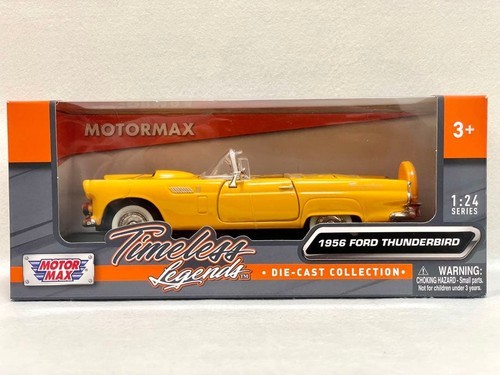 MOTORMAX
3+
1:24
SERIES
1956 FORD THUNDERBIRD
Timeless
Legends™
• DIE-CAST COLLECTION •
MOTOR
MAX
WARNING:
CHOKING HAZARD - Small parts.
Not for children under 3 years.